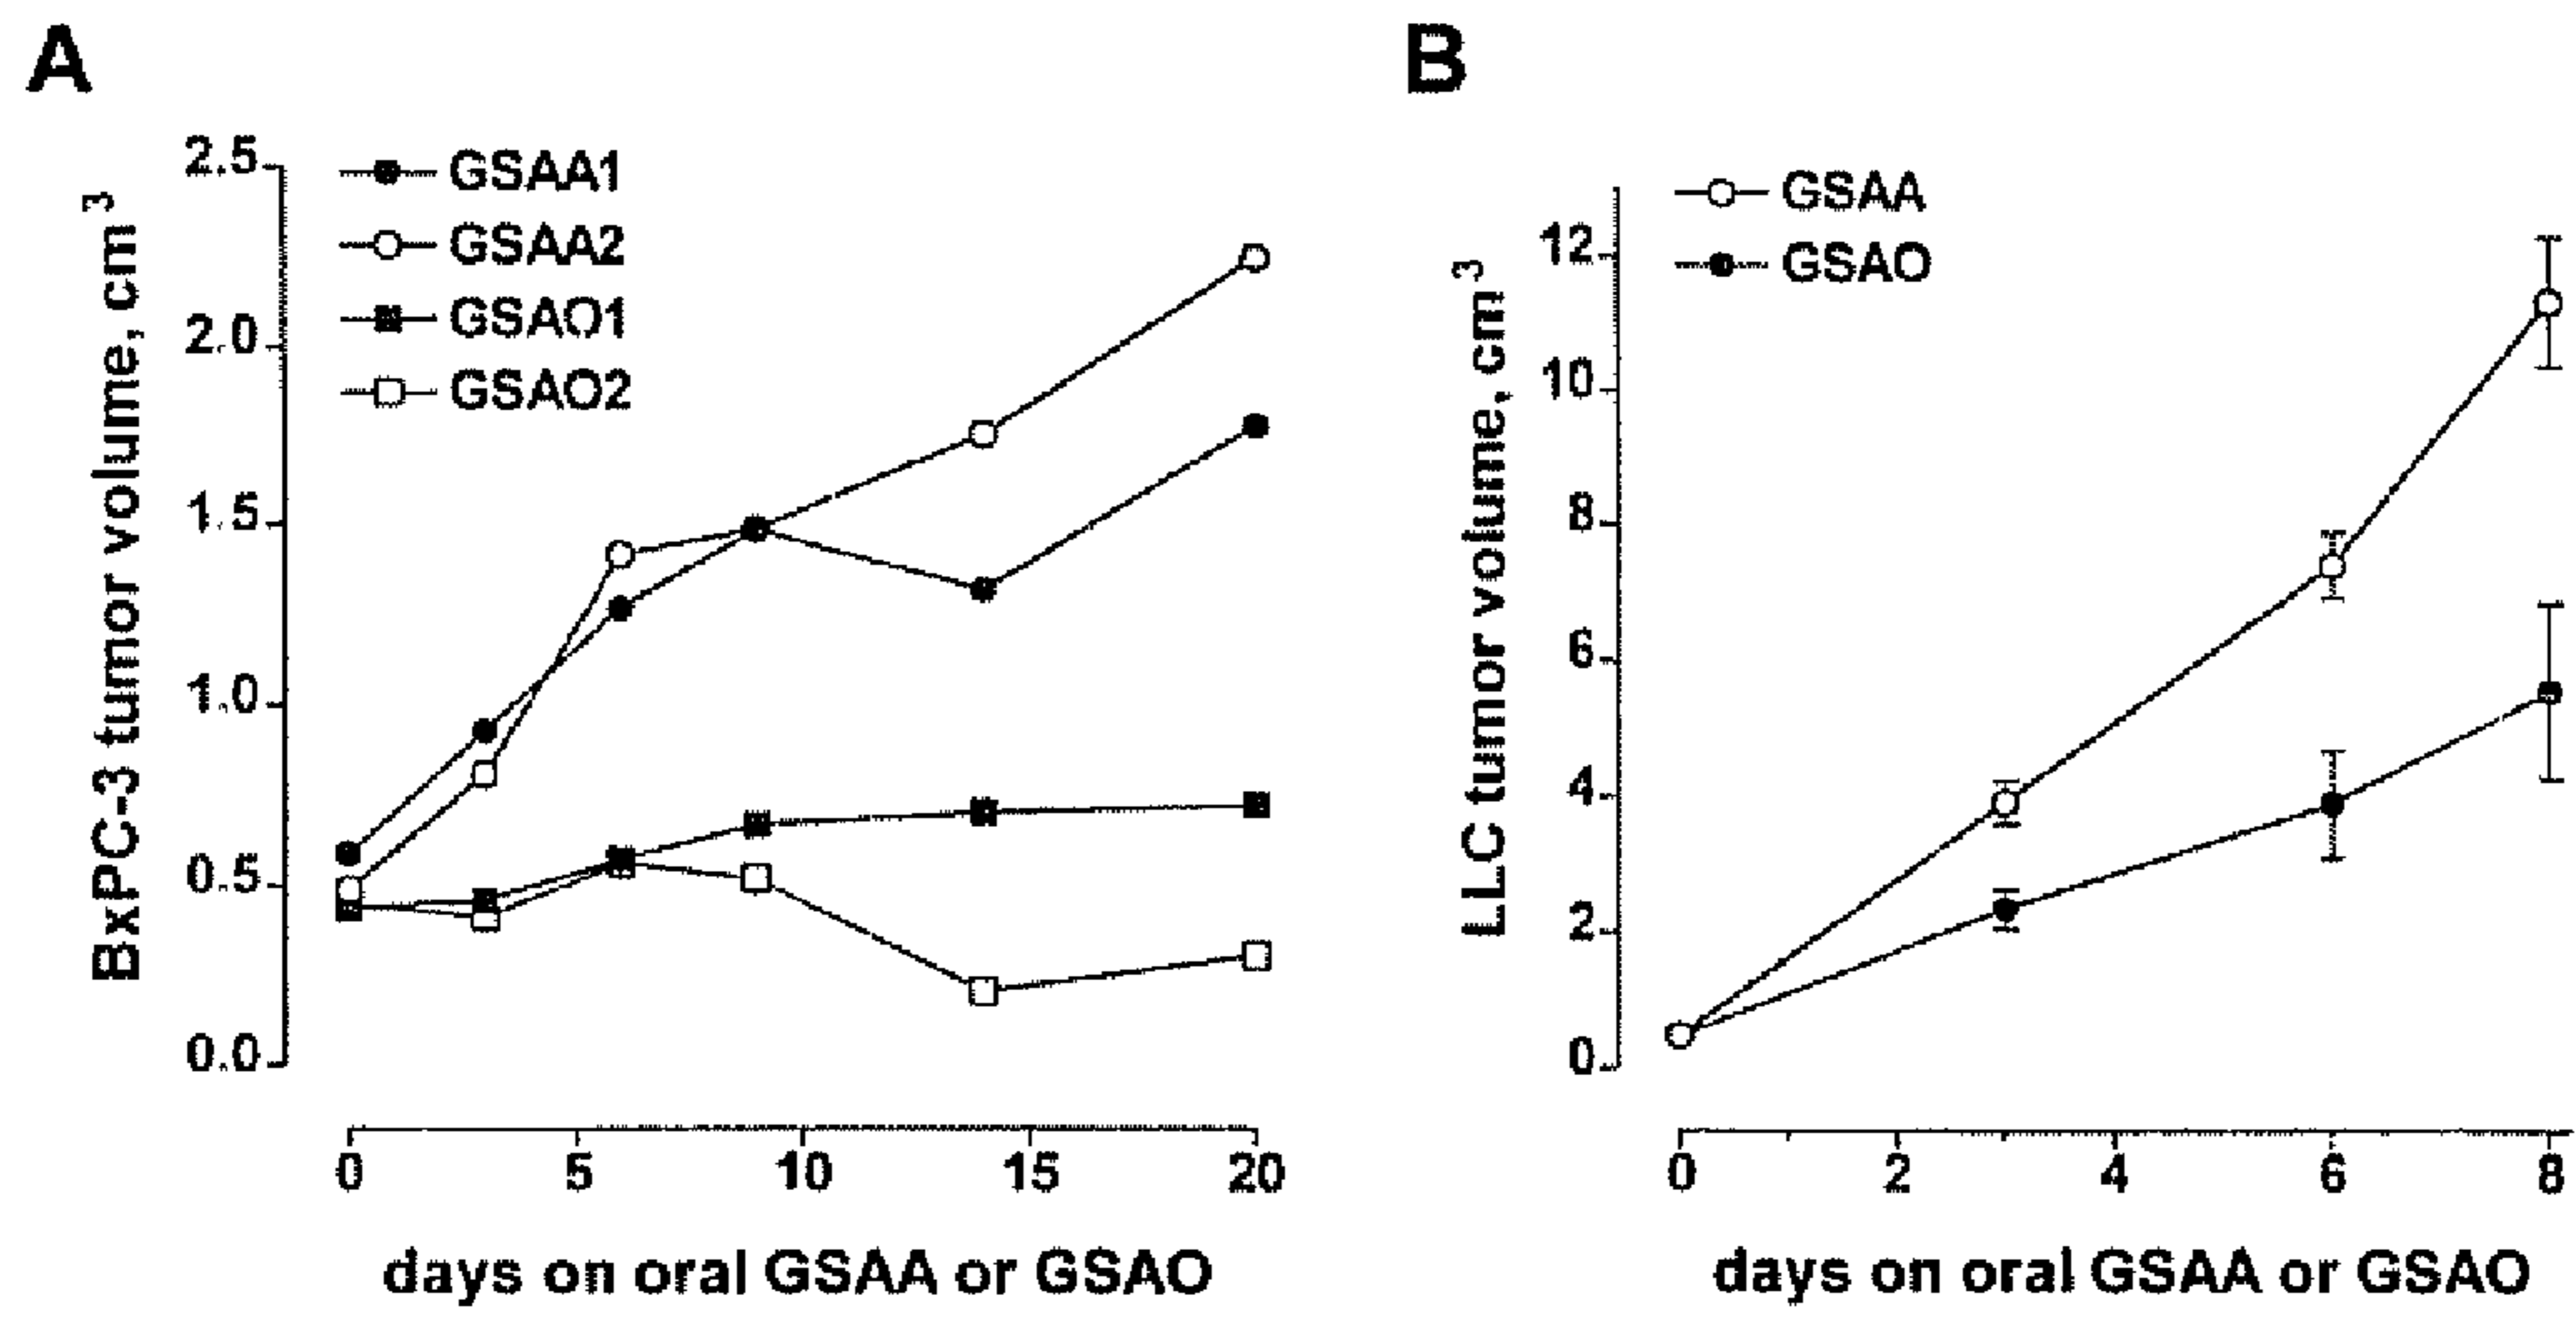 A
BxPC-3 tumor volume, cm3
2.5
2.0
1.5
1.0
0.5
0.0
GSAA1
GSAA2
GSAO1
GSAO2
0 5 10 15 20
days on oral GSAA or GSAO
B
LLC tumor volume, cm3
12
10
8
6
4
2
0
GSAA
GSAO
0 2 4 6 8
days on oral GSAA or GSAO